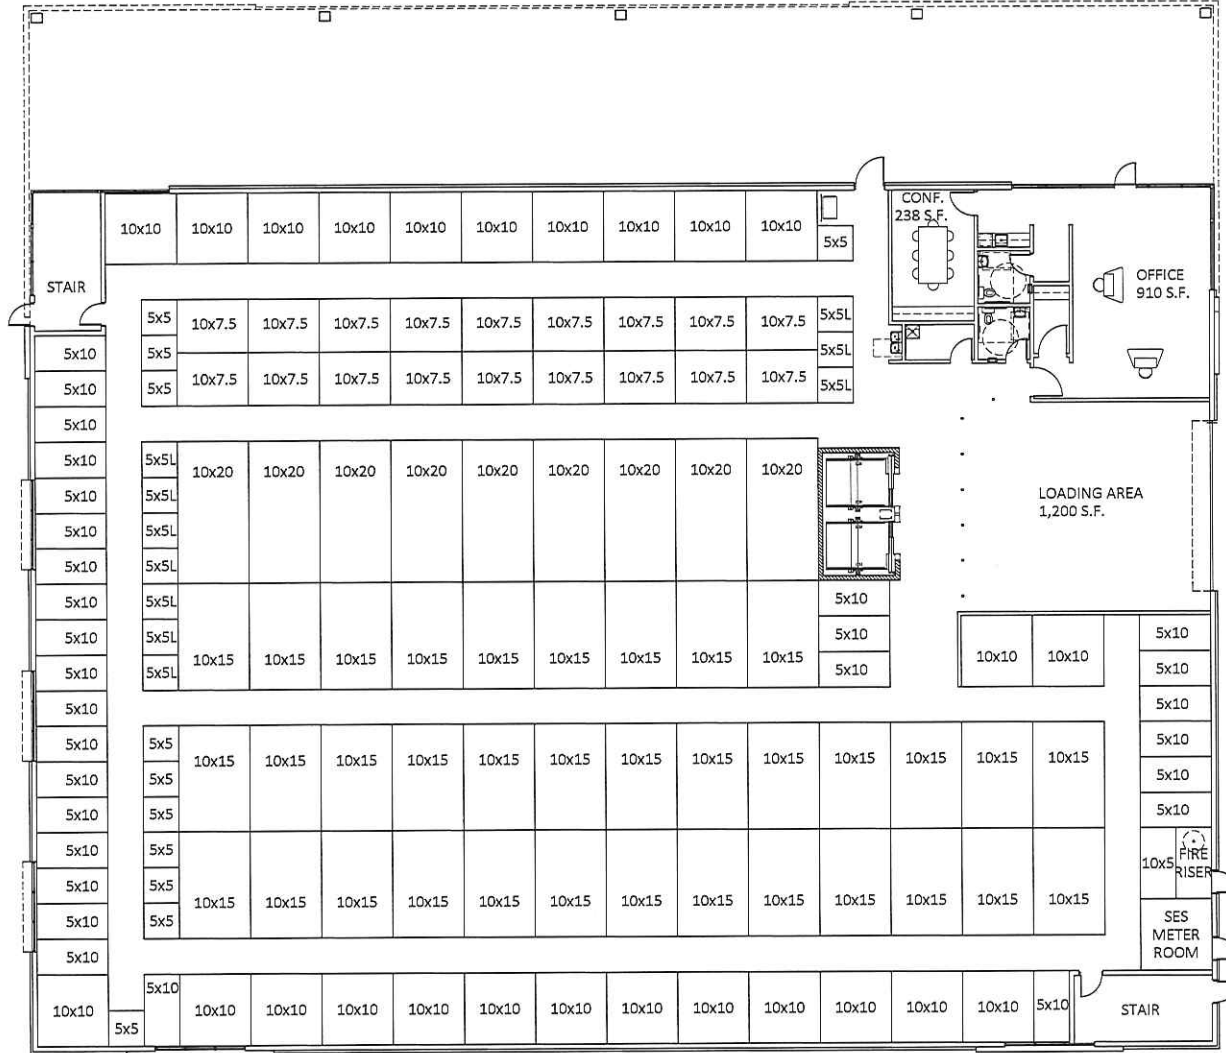 CONF.
238 S.F.
10x10 10x10 10x10 10x10 10x10 10x10 10x10 10x10 10x10 10x10
5x5
STAIR
OFFICE
910 S.F.
5x5 10x7.5 10x7.5 10x7.5 10x7.5 10x7.5 10x7.5 10x7.5 10x7.5 10x7.5 5x5L
5x10 5x5 5x5L
5x10 5x5 10x7.5 10x7.5 10x7.5 10x7.5 10x7.5 10x7.5 10x7.5 10x7.5 10x7.5 5x5L
5x10
5x10 5x5L 10x20 10x20 10x20 10x20 10x20 10x20 10x20 10x20 10x20
5x10 5x5L
LOADING AREA
1,200 S.F.
5x10 5x5L
5x10 5x5L
5x10 5x5L 5x10
5x10 5x5L 5x10 5x10
5x10 5x5L 10x15 10x15 10x15 10x15 10x15 10x15 10x15 10x15 10x15 5x10 10x10 10x10 5x10
5x10 5x10
5x10 5x5 10x15 10x15 10x15 10x15 10x15 10x15 10x15 10x15 10x15 10x15 10x15 10x15 10x15 5x10
5x10 5x5 5x10
5x10 5x5 5x10
5x10 5x5
10x5 FIRE
RISER
5x10 5x5
5x10 5x5 10x15 10x15 10x15 10x15 10x15 10x15 10x15 10x15 10x15 10x15 10x15 10x15 10x15
SES
METER
ROOM
5x10
5x10
10x10 10x10 10x10 10x10 10x10 10x10 10x10 10x10 10x10 10x10 10x10 10x10 10x10 5x10
STAIR
5x5